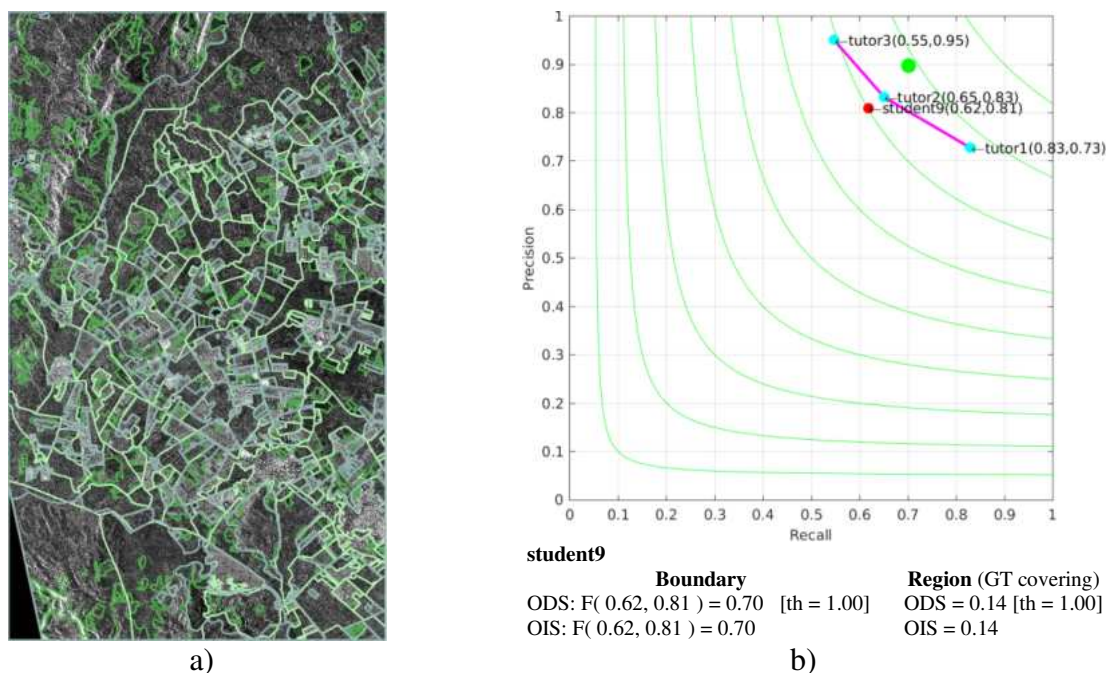 1
0.9
0.8
0.7
0.6
0.5
0.4
0.3
0.2
0.1
0
Precision
tutor3(0.55,0.95)
tutor2(0.65,0.83)
student9(0.62,0.81)
tutor1(0.83,0.73)
0 0.1 0.2 0.3 0.4 0.5 0.6 0.7 0.8 0.9 1
Recall
student9
Boundary Region (GT covering)
ODS: F( 0.62, 0.81 ) = 0.70 [th = 1.00] ODS = 0.14 [th = 1.00]
OIS: F( 0.62, 0.81 ) = 0.70 OIS = 0.14
a) b)